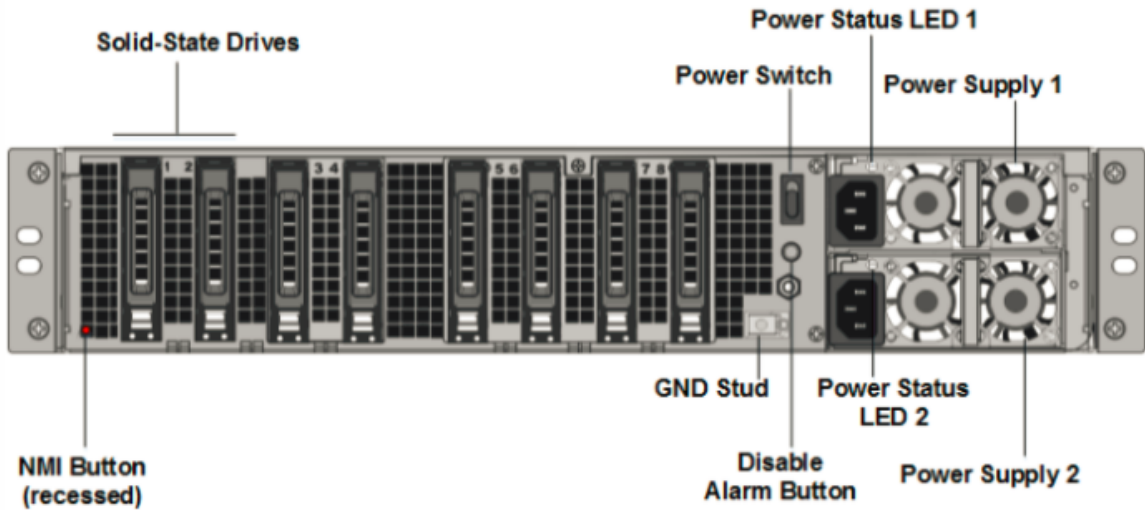 Power Status LED 1
Solid-State Drives
Power Switch
Power Supply 1
1 2
3 4
5 6
7 8
GND Stud
Power Status
LED 2
NMI Button
(recessed)
Disable
Alarm Button
Power Supply 2